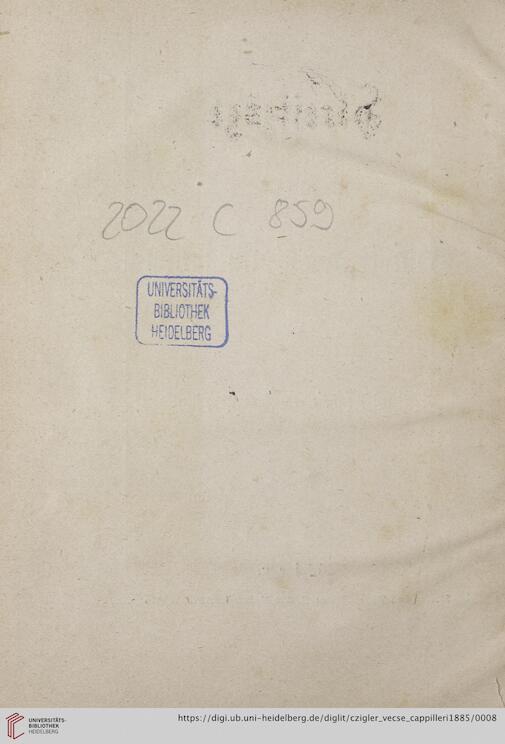 2022 C 859
UNIVERSITÄTS-
BIBLIOTHEK
HEIDELBERG
UNIVERSITÄTS-
BIBLIOTHEK
HEIDELBERG
https://digi.ub.uni-heidelberg.de/diglit/czigler_vecse_cappilleri1885/0008